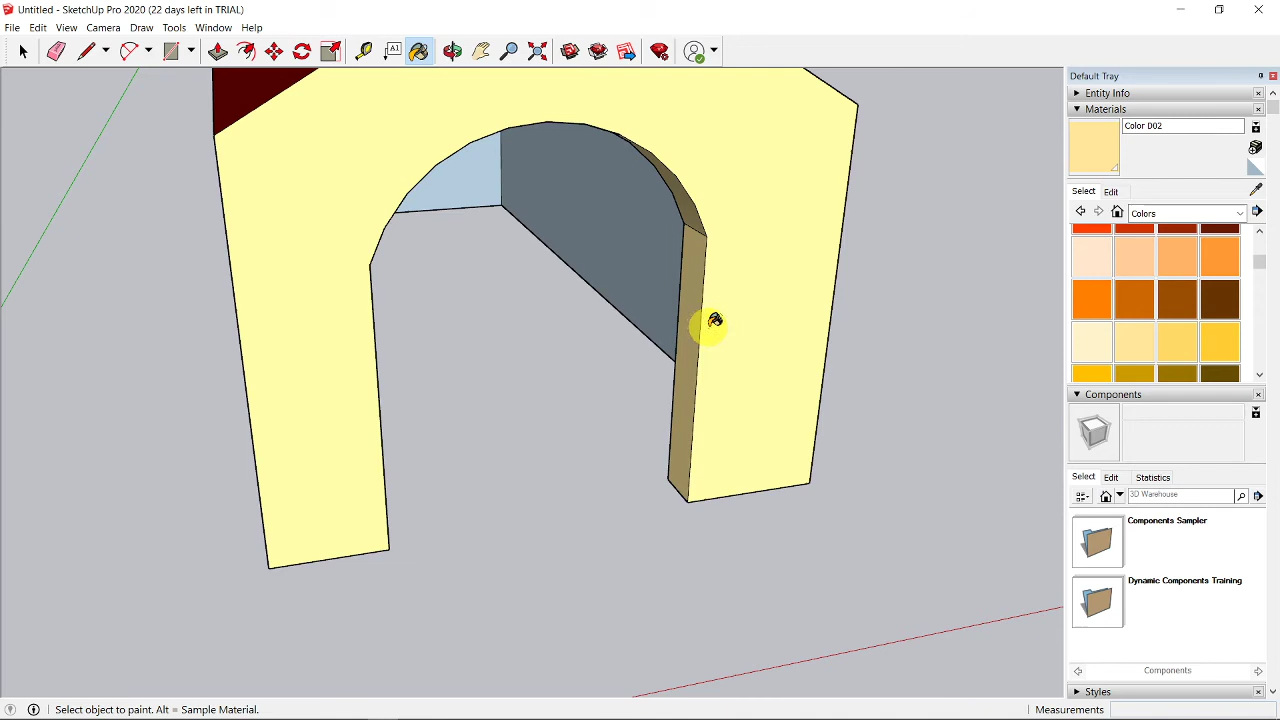 Untitled - SketchUp Pro 2020 (22 days left in TRIAL)
File Edit View Camera Draw Tools Window Help
A1
Default Tray
Entity Info
Materials
Color D02
Select Edit
Colors
Components
Select Edit Statistics
3D Warehouse
Components Sampler
Dynamic Components Training
Components
Styles
Select object to paint. Alt = Sample Material.
Measurements